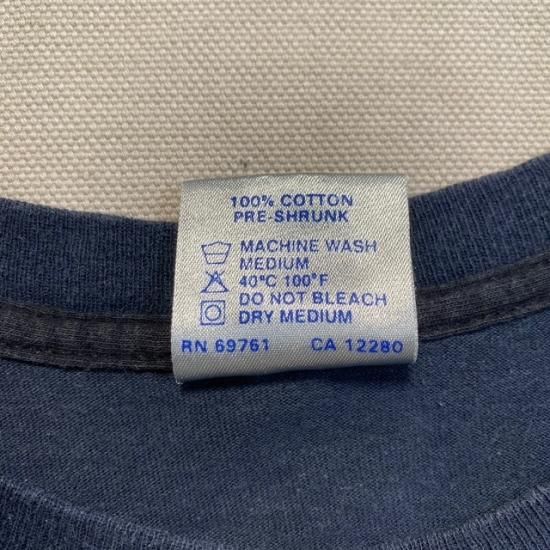 100% COTTON
PRE-SHRUNK
MACHINE WASH
MEDIUM
40°C 100°F
DO NOT BLEACH
DRY MEDIUM
RN 69761 CA 12280